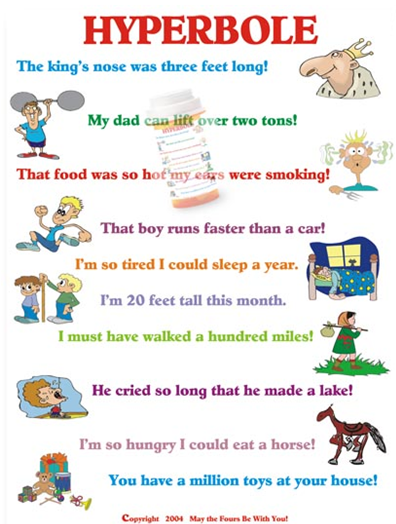 HYPERBOLE
The king's nose was three feet long!
My dad can lift over two tons!
HYPERBOLE
That food was so hot my ears were smoking!
That boy runs faster than a car!
I'm so tired I could sleep a year.
I'm 20 feet tall this month.
I must have walked a hundred miles!
He cried so long that he made a lake!
I'm so hungry I could eat a horse!
You have a million toys at your house!
Copyright 2004 May the Fours Be With You!